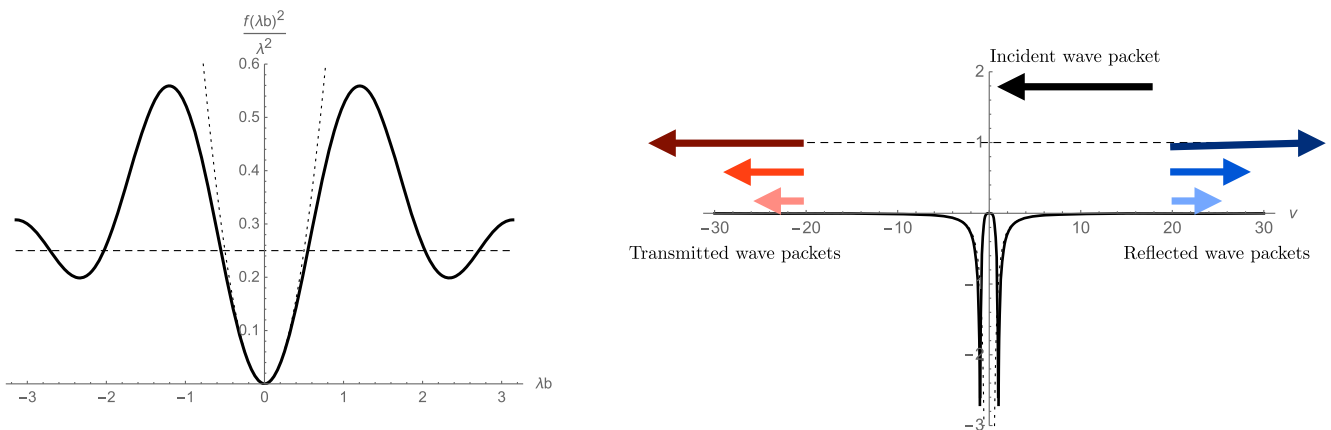 f(λb)²
λ²
0.6
0.5
0.4
0.3
0.2
0.1
−3 −2 −1 0 1 2 3 λb
Incident wave packet
2
1
−30 −20 −10 10 20 30 v
Transmitted wave packets Reflected wave packets
−2
−3